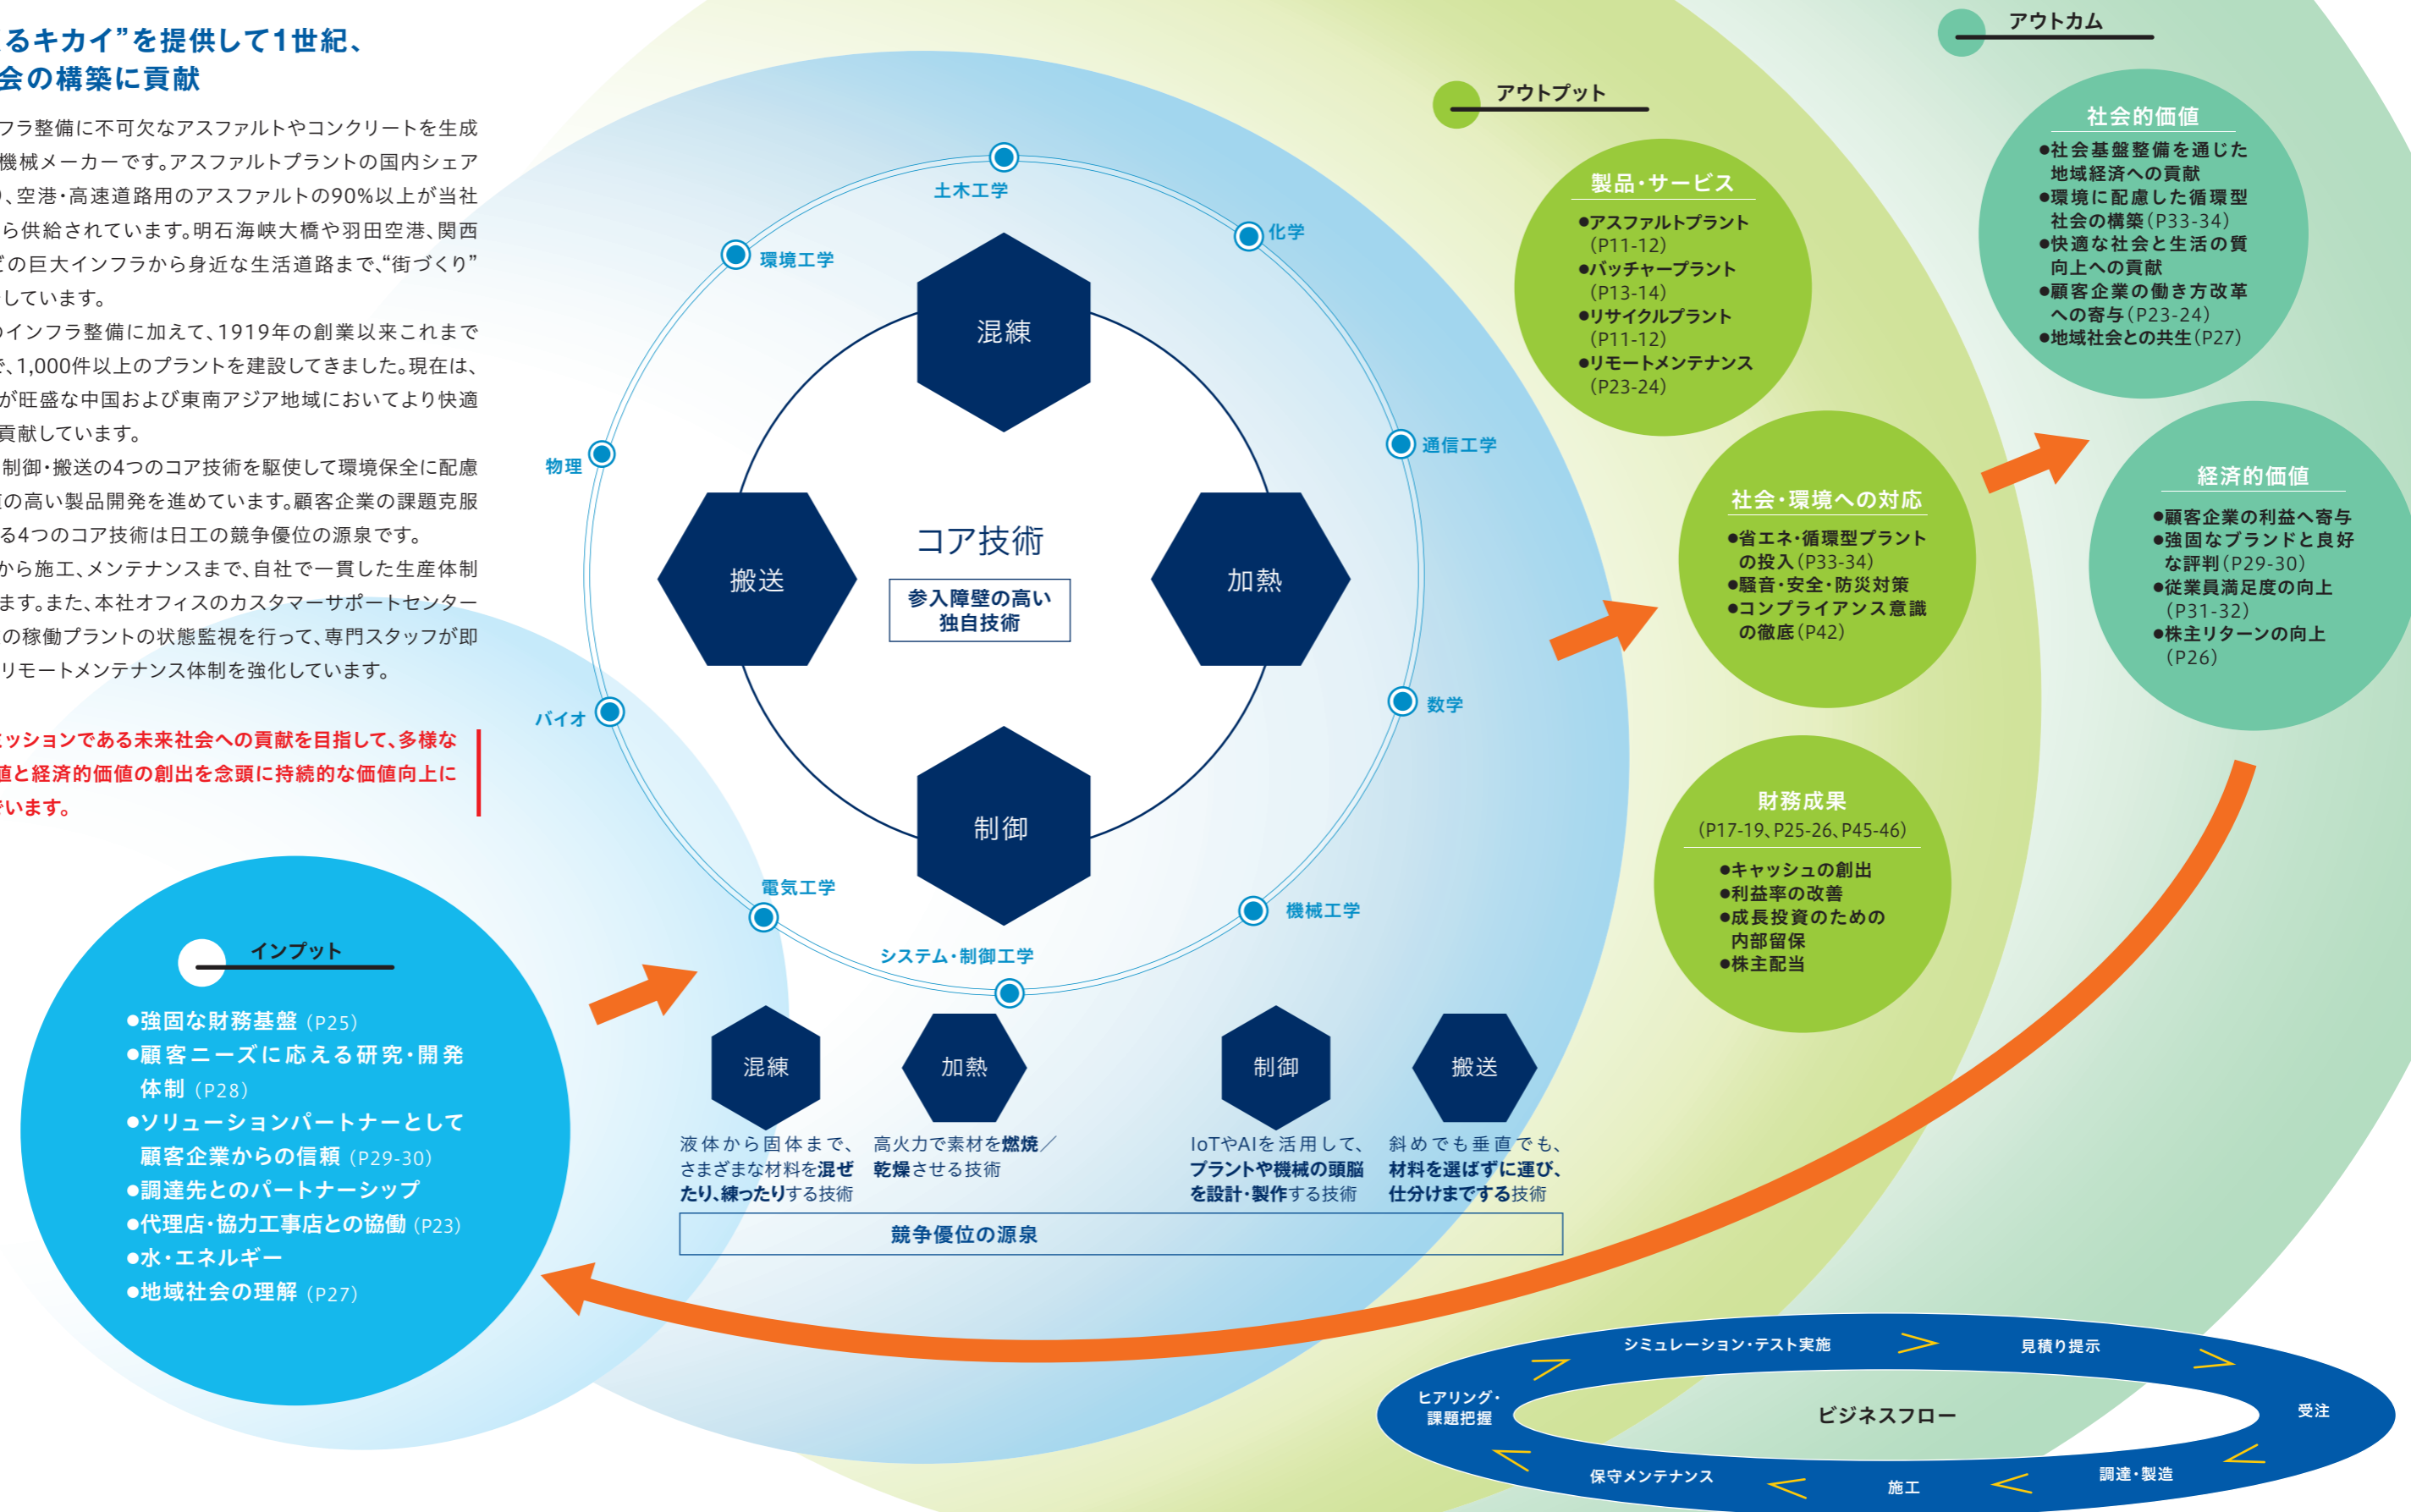 るキカイ”を提供して1世紀、
会の構築に貢献
フラ整備に不可欠なアスファルトやコンクリートを生成
機械メーカーです。アスファルトプラントの国内シェア
、空港・高速道路用のアスファルトの90%以上が当社
ら供給されています。明石海峡大橋や羽田空港、関西
どの巨大インフラから身近な生活道路まで、“街づくり”
しています。
のインフラ整備に加えて、1919年の創業以来これまで
で、1,000件以上のプラントを建設してきました。現在は、
が旺盛な中国および東南アジア地域においてより快適
貢献しています。
制御・搬送の4つのコア技術を駆使して環境保全に配慮
値の高い製品開発を進めています。顧客企業の課題克服
る4つのコア技術は日工の競争優位の源泉です。
から施工、メンテナンスまで、自社で一貫した生産体制
ます。また、本社オフィスのカスタマーサポートセンター
の稼働プラントの状態監視を行って、専門スタッフが即
リモートメンテナンス体制を強化しています。
ミッションである未来社会への貢献を目指して、多様な
値と経済的価値の創出を念頭に持続的な価値向上に
でいます。
インプット
●強固な財務基盤（P25）
●顧客ニーズに応える研究・開発
体制（P28）
●ソリューションパートナーとして
顧客企業からの信頼（P29-30）
●調達先とのパートナーシップ
●代理店・協力工事店との協働（P23）
●水・エネルギー
●地域社会の理解（P27）
土木工学
化学
環境工学
通信工学
物理
数学
バイオ
機械工学
電気工学
システム・制御工学
混練
搬送
加熱
制御
コア技術
参入障壁の高い
独自技術
混練
液体から固体まで、
さまざまな材料を混ぜ
たり、練ったりする技術
加熱
高火力で素材を燃焼／
乾燥させる技術
制御
IoTやAIを活用して、
プラントや機械の頭脳
を設計・製作する技術
搬送
斜めでも垂直でも、
材料を選ばずに運び、
仕分けまでする技術
競争優位の源泉
アウトプット
製品・サービス
●アスファルトプラント
（P11-12）
●バッチャープラント
（P13-14）
●リサイクルプラント
（P11-12）
●リモートメンテナンス
（P23-24）
社会・環境への対応
●省エネ・循環型プラント
の投入（P33-34）
●騒音・安全・防災対策
●コンプライアンス意識
の徹底（P42）
財務成果
（P17-19、P25-26、P45-46）
●キャッシュの創出
●利益率の改善
●成長投資のための
内部留保
●株主配当
アウトカム
社会的価値
●社会基盤整備を通じた
地域経済への貢献
●環境に配慮した循環型
社会の構築（P33-34）
●快適な社会と生活の質
向上への貢献
●顧客企業の働き方改革
への寄与（P23-24）
●地域社会との共生（P27）
経済的価値
●顧客企業の利益へ寄与
●強固なブランドと良好
な評判（P29-30）
●従業員満足度の向上
（P31-32）
●株主リターンの向上
（P26）
ビジネスフロー
ヒアリング・
課題把握
シミュレーション・テスト実施
見積り提示
受注
調達・製造
施工
保守メンテナンス